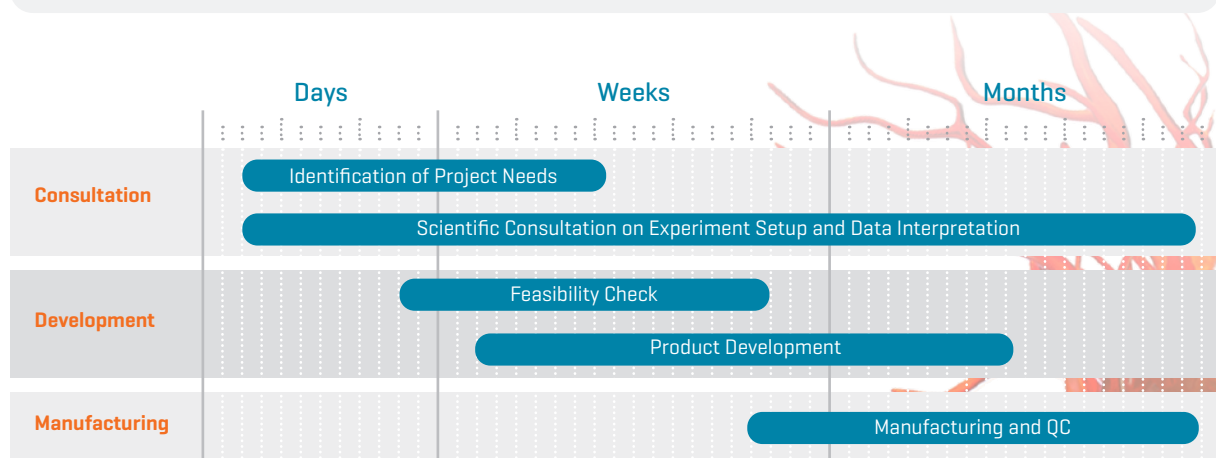 Days
Weeks
Months
Consultation
Identification of Project Needs
Scientific Consultation on Experiment Setup and Data Interpretation
Development
Feasibility Check
Product Development
Manufacturing
Manufacturing and QC